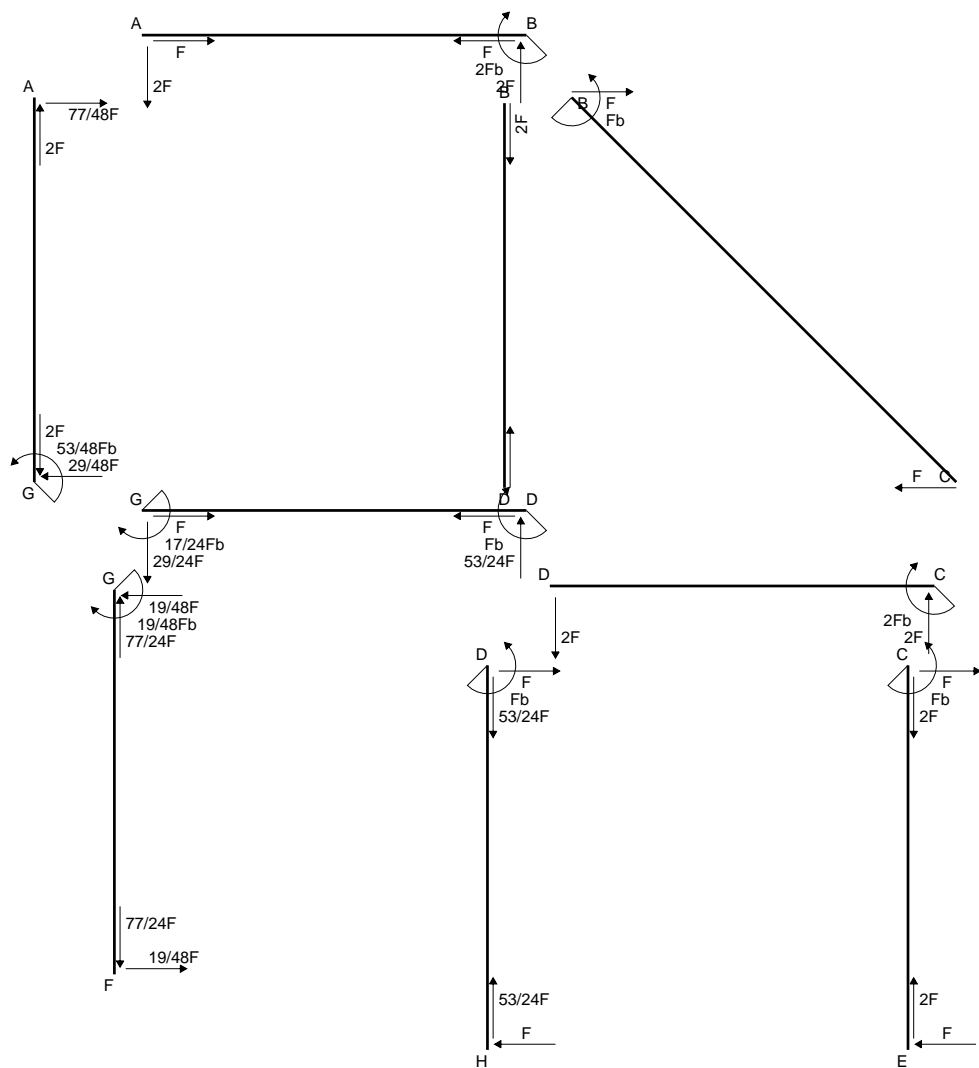 A
B
F
F
2Fb
2F
2F
A
77/48F
2F
B
2F
B
F
Fb
2F
53/48Fb
29/48F
G
F
C
G
D
D
F
17/24Fb
29/24F
F
Fb
53/24F
G
19/48F
19/48Fb
77/24F
D
C
2F
2Fb
2F
D
F
Fb
53/24F
C
F
Fb
2F
77/24F
19/48F
F
53/24F
F
H
2F
F
E